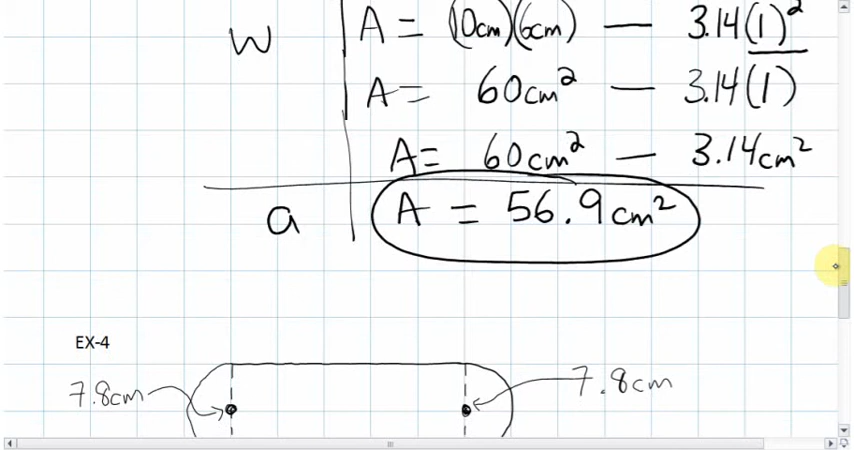 W A = (10cm)(6cm) — 3.14(1)²
A = 60cm² — 3.14(1)
A = 60cm² — 3.14cm²
a A = 56.9cm²
EX-4
7.8cm 7.8cm